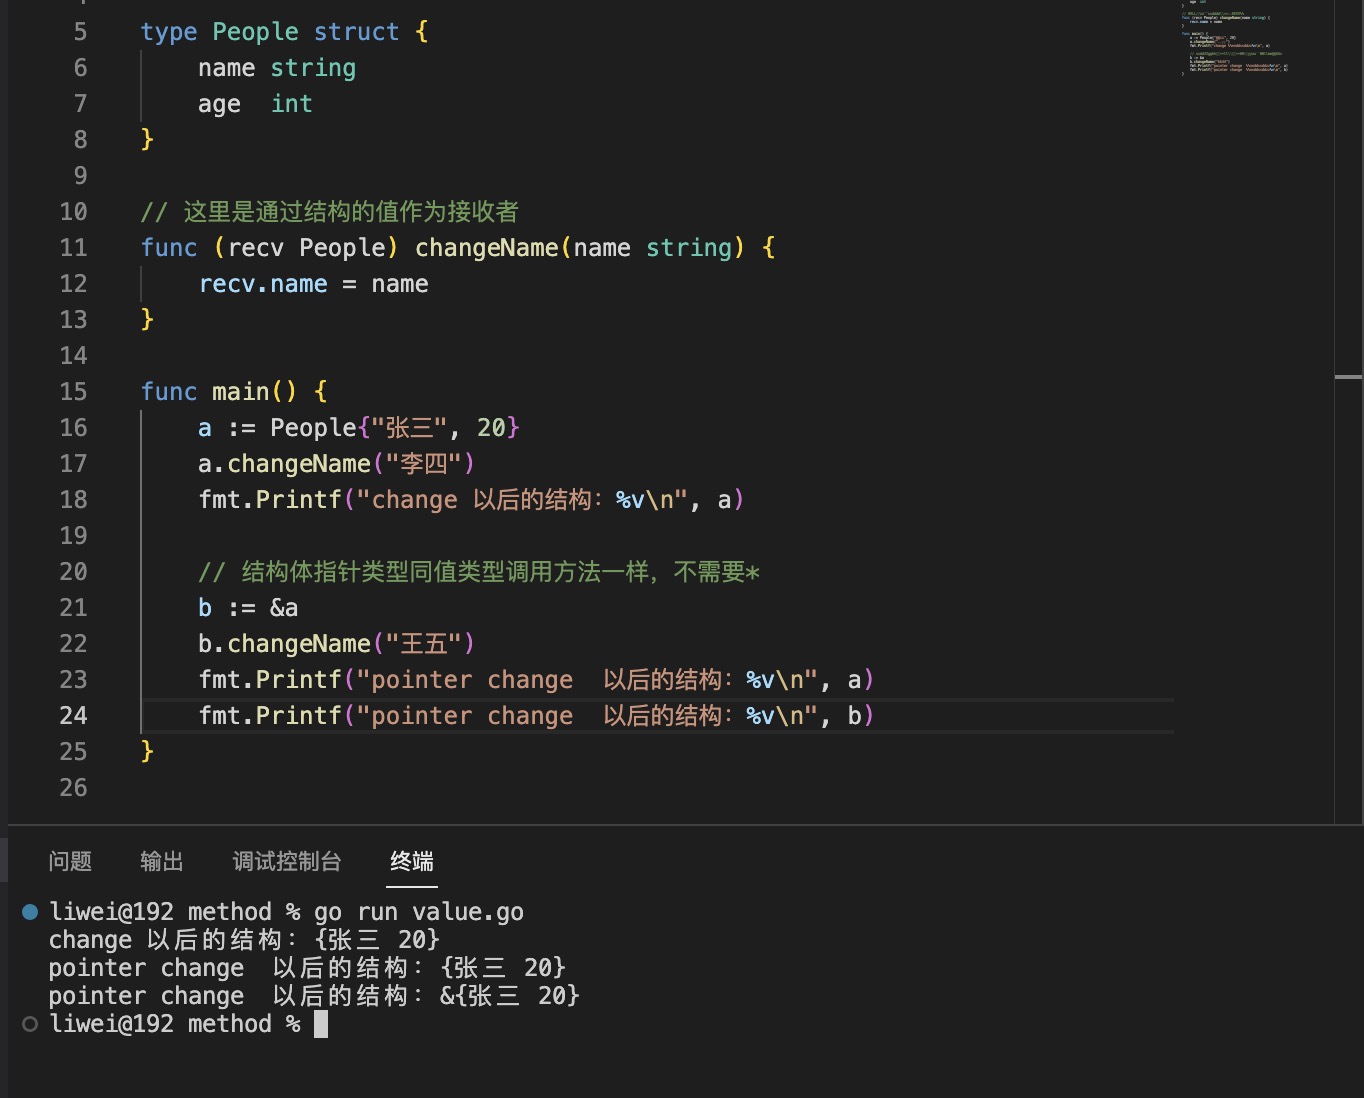 5 type People struct {
6 name string
7 age int
8 }
9
10 // 这里是通过结构的值作为接收者
11 func (recv People) changeName(name string) {
12 recv.name = name
13 }
14
15 func main() {
16 a := People{"张三", 20}
17 a.changeName("李四")
18 fmt.Printf("change 以后的结构：%v\n", a)
19
20 // 结构体指针类型同值类型调用方法一样，不需要*
21 b := &a
22 b.changeName("王五")
23 fmt.Printf("pointer change  以后的结构：%v\n", a)
24 fmt.Printf("pointer change  以后的结构：%v\n", b)
25 }
26
问题 输出 调试控制台 终端
liwei@192 method % go run value.go
change 以后的结构：{张三 20}
pointer change  以后的结构：{张三 20}
pointer change  以后的结构：&{张三 20}
liwei@192 method %